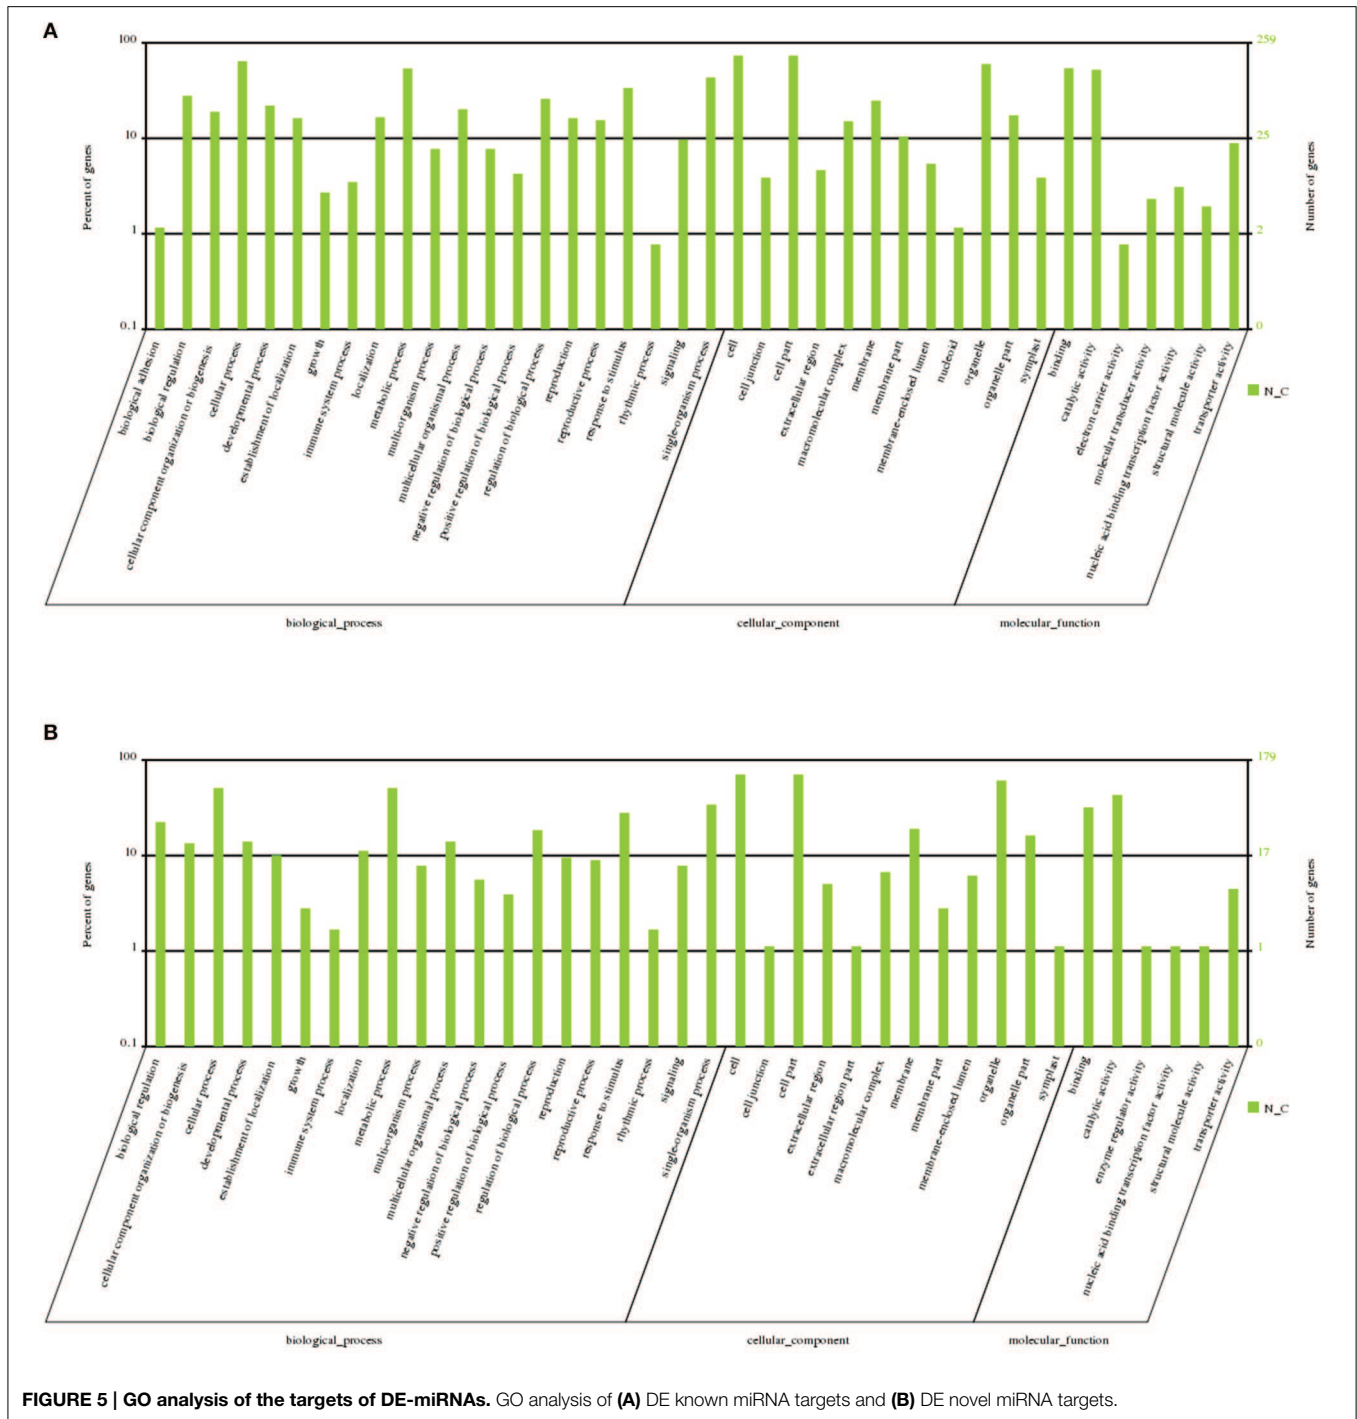 A
100
10
1
0.1
Percent of genes
259
25
2
0
Number of genes
biological adhesion
biological regulation
cellular component organization or biogenesis
cellular process
developmental process
establishment of localization
growth
immune system process
localization
metabolic process
multi-organism process
multicellular organismal process
negative regulation of biological process
positive regulation of biological process
regulation of biological process
reproduction
reproductive process
response to stimulus
rhythmic process
signaling
single-organism process
cell
cell junction
cell part
extracellular region
macromolecular complex
membrane
membrane part
membrane-enclosed lumen
nucleoid
organelle
organelle part
symplast
binding
catalytic activity
electron carrier activity
molecular transducer activity
nucleic acid binding transcription factor activity
structural molecule activity
transporter activity
N_C
biological_process
cellular_component
molecular_function
B
100
10
1
0.1
Percent of genes
179
17
1
0
Number of genes
biological regulation
cellular component organization or biogenesis
cellular process
developmental process
establishment of localization
growth
immune system process
localization
metabolic process
multi-organism process
multicellular organismal process
negative regulation of biological process
positive regulation of biological process
regulation of biological process
reproduction
reproductive process
response to stimulus
rhythmic process
signaling
single-organism process
cell
cell junction
cell part
extracellular region
extracellular region part
macromolecular complex
membrane
membrane part
membrane-enclosed lumen
organelle
organelle part
symplast
binding
catalytic activity
enzyme regulator activity
nucleic acid binding transcription factor activity
structural molecule activity
transporter activity
N_C
biological_process
cellular_component
molecular_function
FIGURE 5 | GO analysis of the targets of DE-miRNAs. GO analysis of (A) DE known miRNA targets and (B) DE novel miRNA targets.